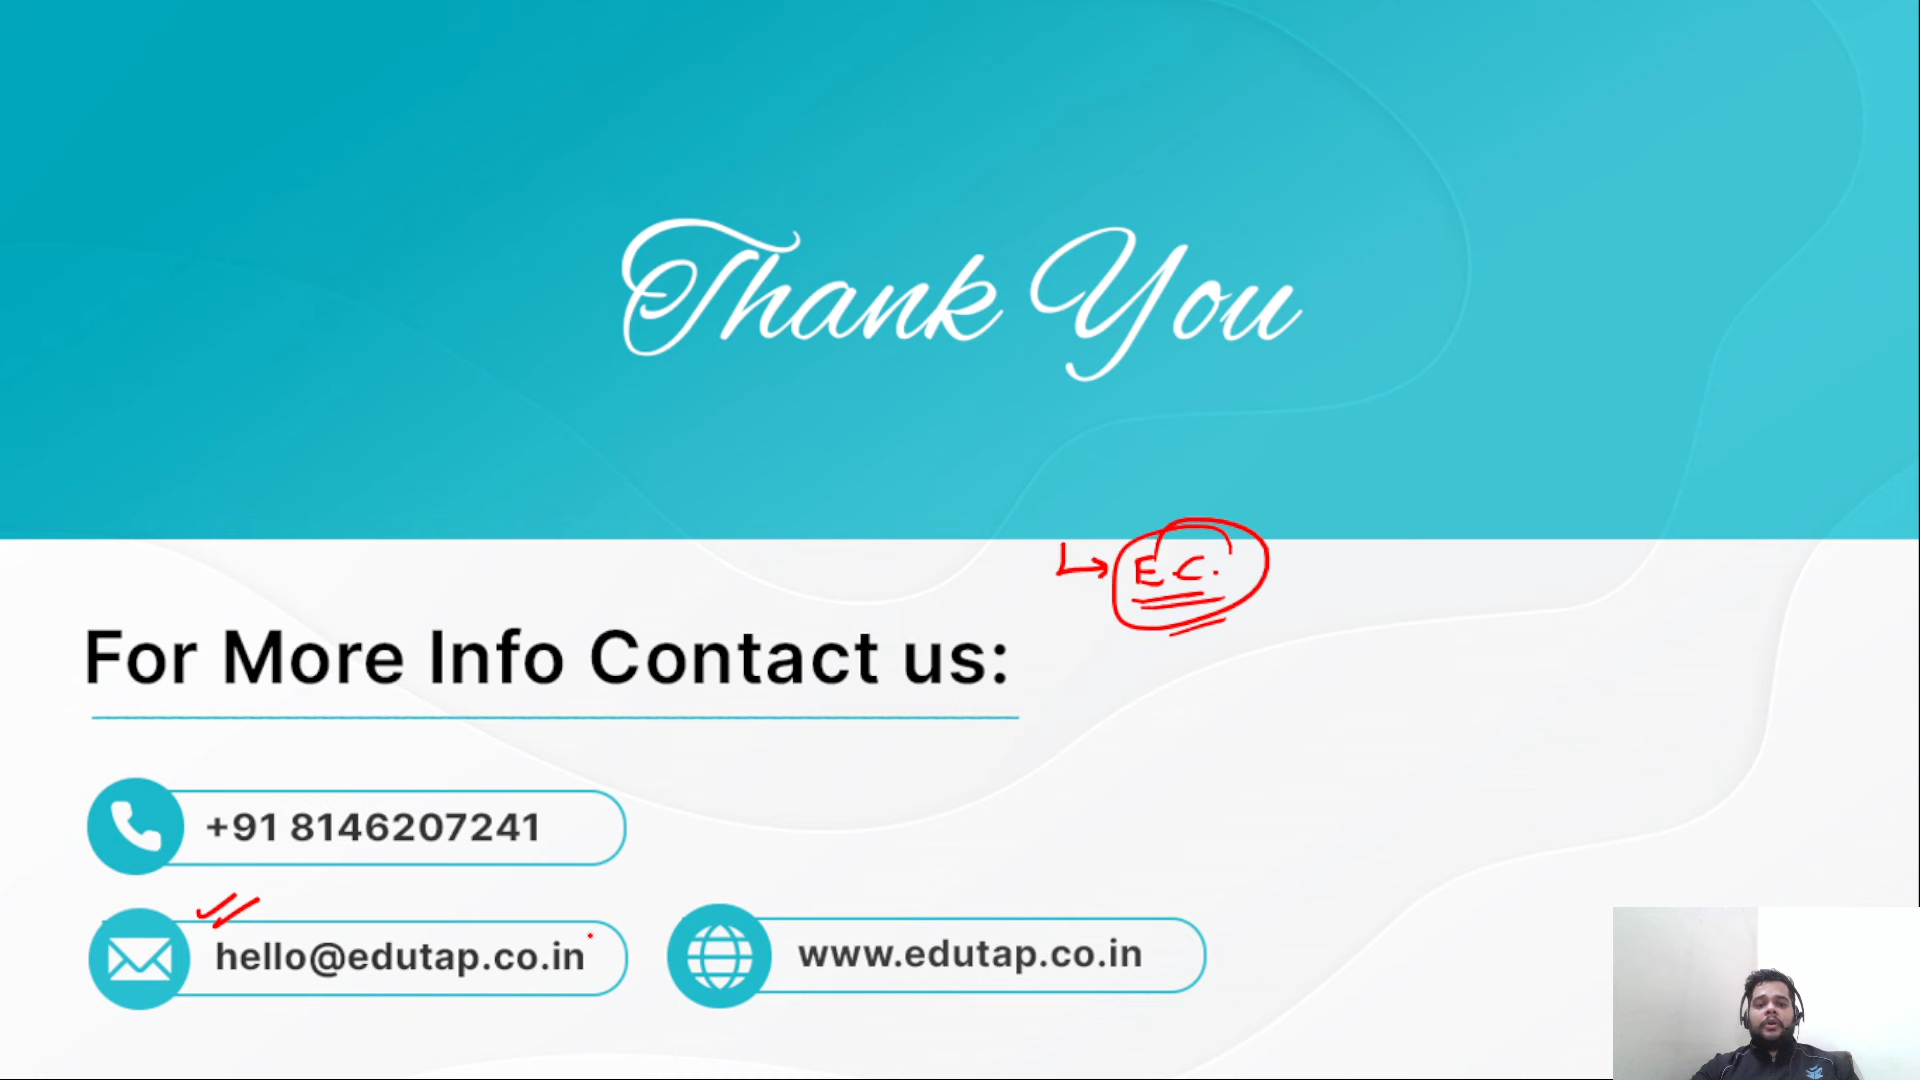 Thank You
E.C.
For More Info Contact us:
+91 8146207241
hello@edutap.co.in
www.edutap.co.in